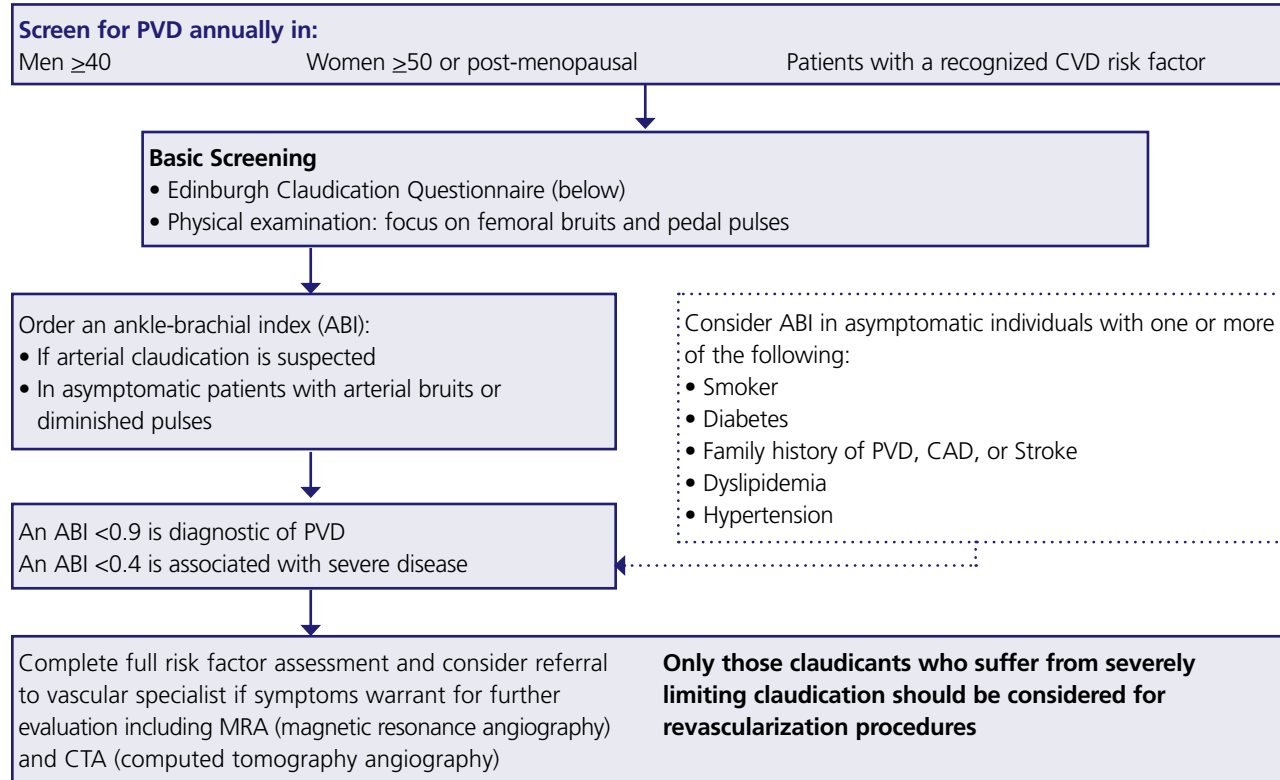 Screen for PVD annually in:
Men ≥40 Women ≥50 or post-menopausal Patients with a recognized CVD risk factor
Basic Screening
• Edinburgh Claudication Questionnaire (below)
• Physical examination: focus on femoral bruits and pedal pulses
Order an ankle-brachial index (ABI):
• If arterial claudication is suspected
• In asymptomatic patients with arterial bruits or
diminished pulses
Consider ABI in asymptomatic individuals with one or more
of the following:
• Smoker
• Diabetes
• Family history of PVD, CAD, or Stroke
• Dyslipidemia
• Hypertension
An ABI <0.9 is diagnostic of PVD
An ABI <0.4 is associated with severe disease
Complete full risk factor assessment and consider referral
to vascular specialist if symptoms warrant for further
evaluation including MRA (magnetic resonance angiography)
and CTA (computed tomography angiography)
Only those claudicants who suffer from severely
limiting claudication should be considered for
revascularization procedures